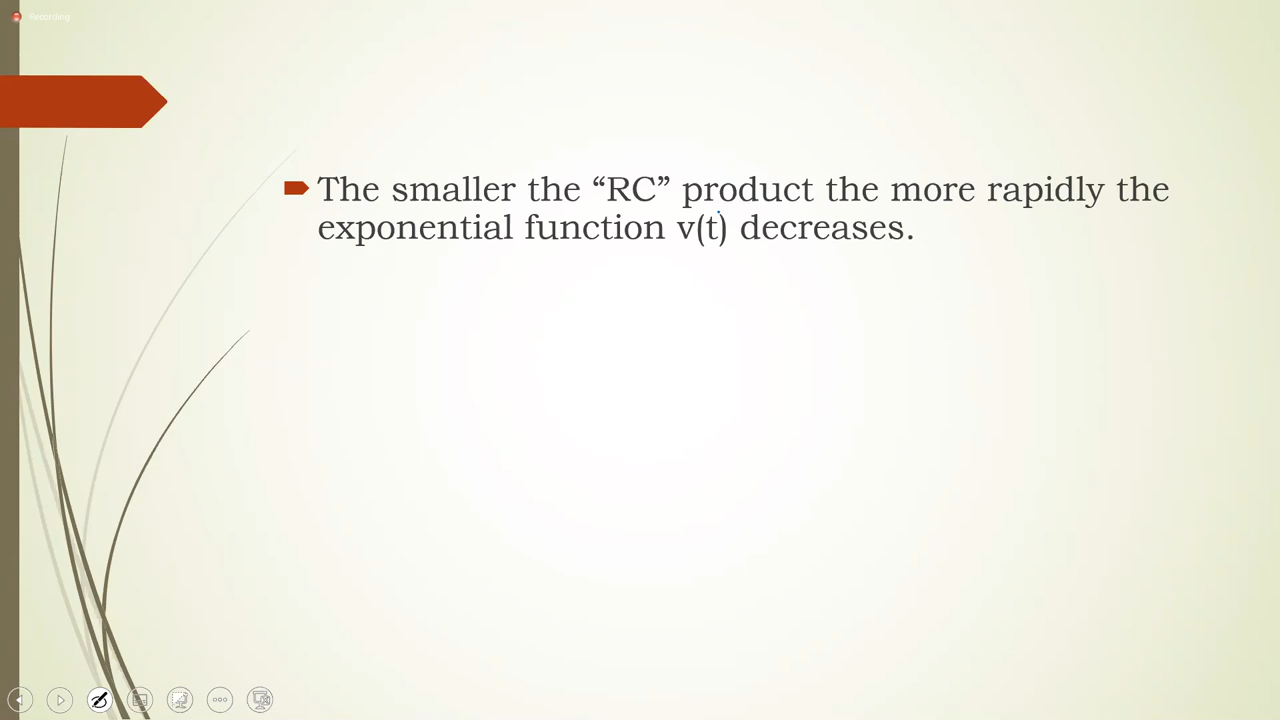 Recording
The smaller the “RC” product the more rapidly the
exponential function v(t) decreases.